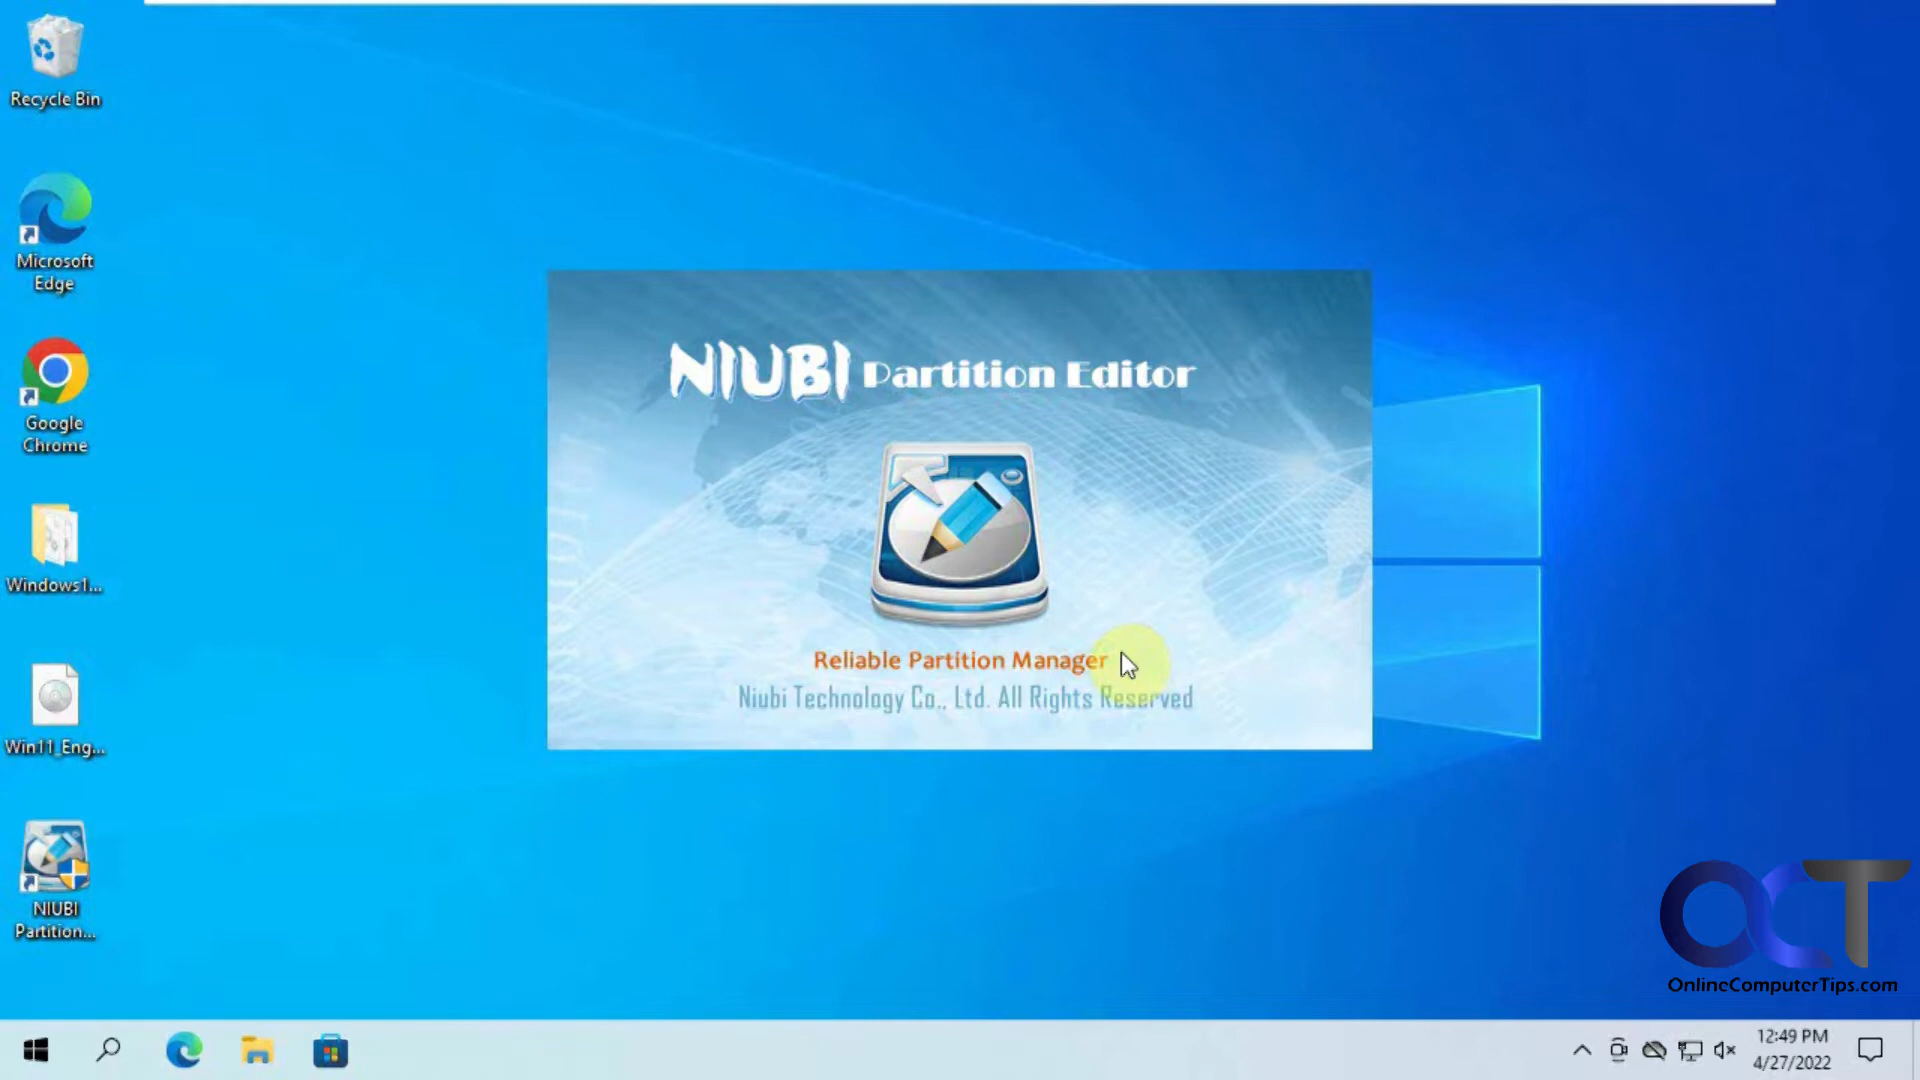 Recycle Bin
Microsoft
Edge
Google
Chrome
Windows1...
Win11_Eng...
NIUBI
Partition...
NIUBI Partition Editor
Reliable Partition Manager
Niubi Technology Co., Ltd. All Rights Reserved
OCT
OnlineComputerTips.com
12:49 PM
4/27/2022